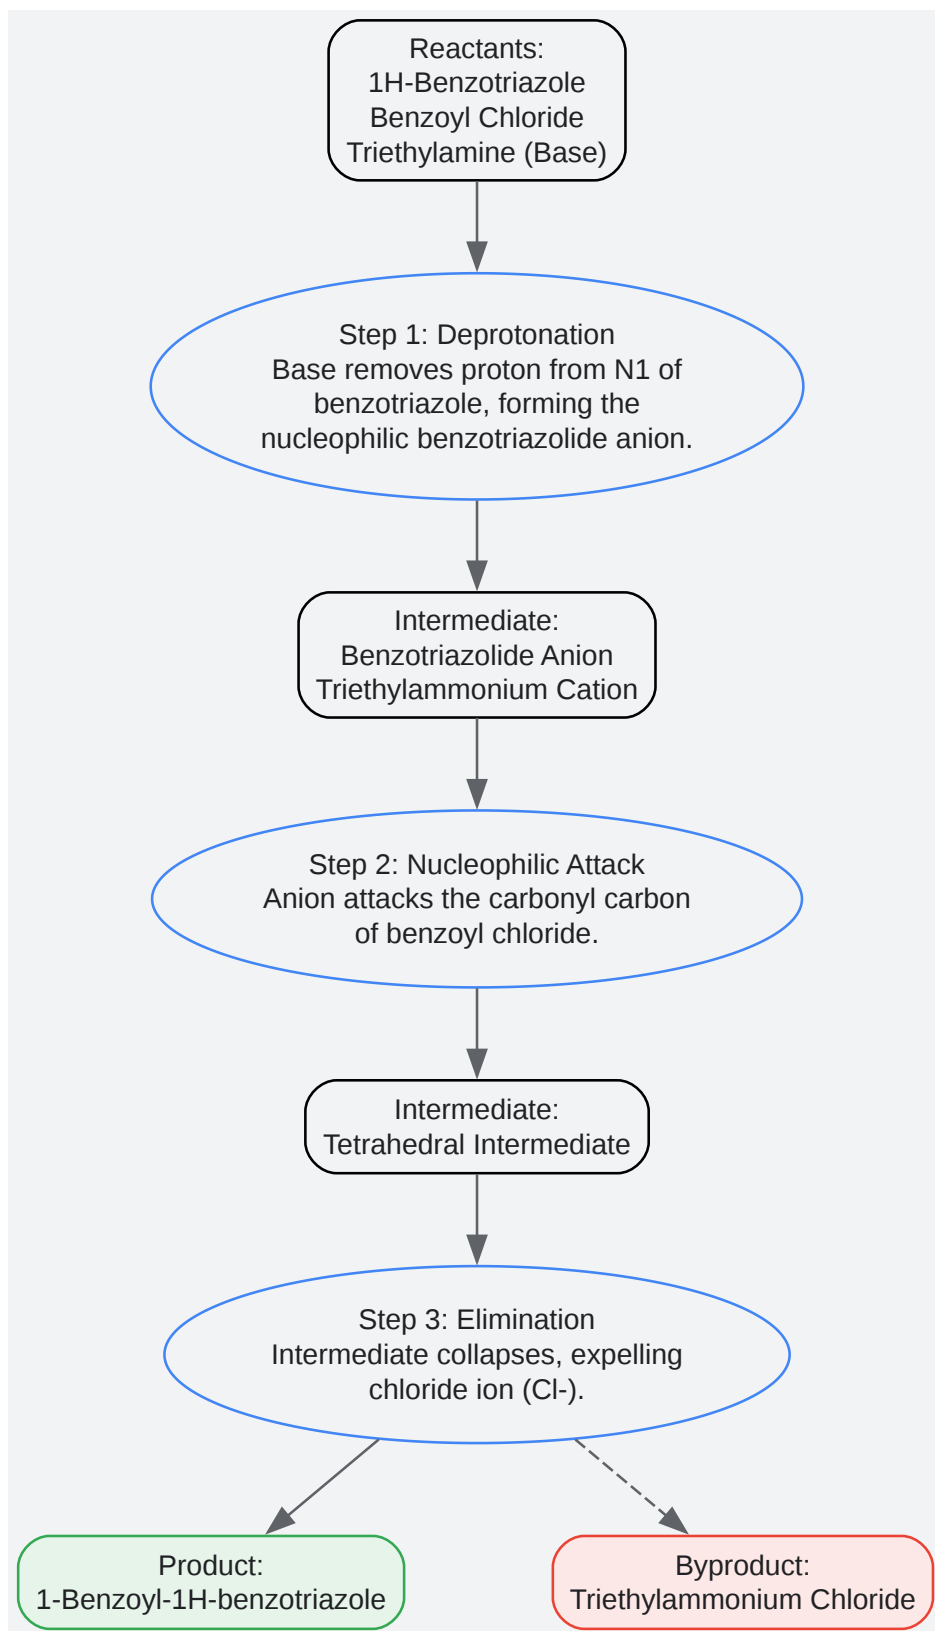 Reactants:
1H-Benzotriazole
Benzoyl Chloride
Triethylamine (Base)
Step 1: Deprotonation
Base removes proton from N1 of
benzotriazole, forming the
nucleophilic benzotriazolide anion.
Intermediate:
Benzotriazolide Anion
Triethylammonium Cation
Step 2: Nucleophilic Attack
Anion attacks the carbonyl carbon
of benzoyl chloride.
Intermediate:
Tetrahedral Intermediate
Step 3: Elimination
Intermediate collapses, expelling
chloride ion (Cl-).
Product:
1-Benzoyl-1H-benzotriazole
Byproduct:
Triethylammonium Chloride